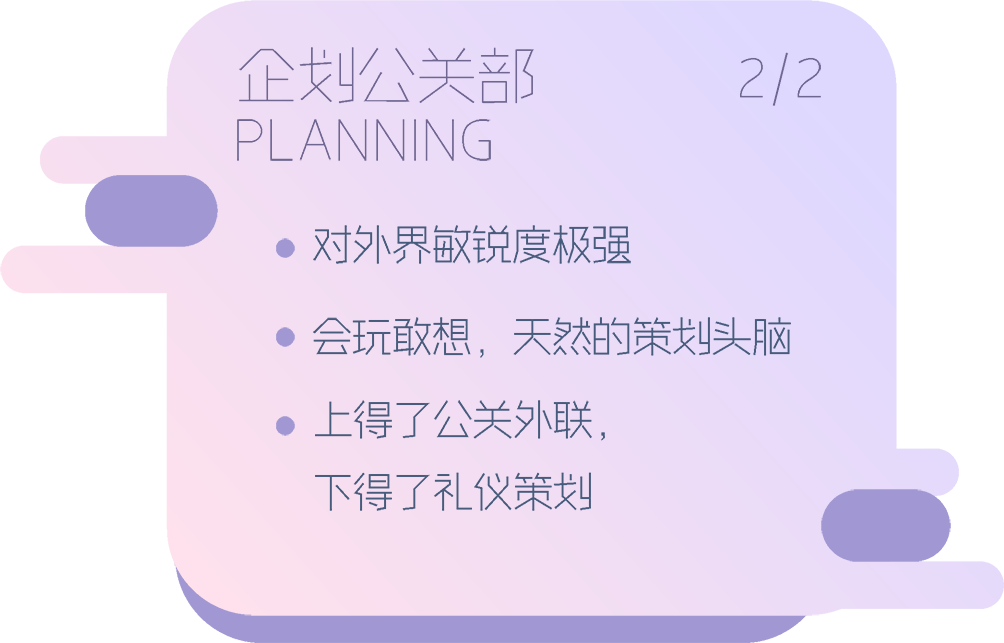 企划公关部 2/2
PLANNING
对外界敏锐度极强
会玩敢想，天然的策划头脑
上得了公关外联，
下得了礼仪策划